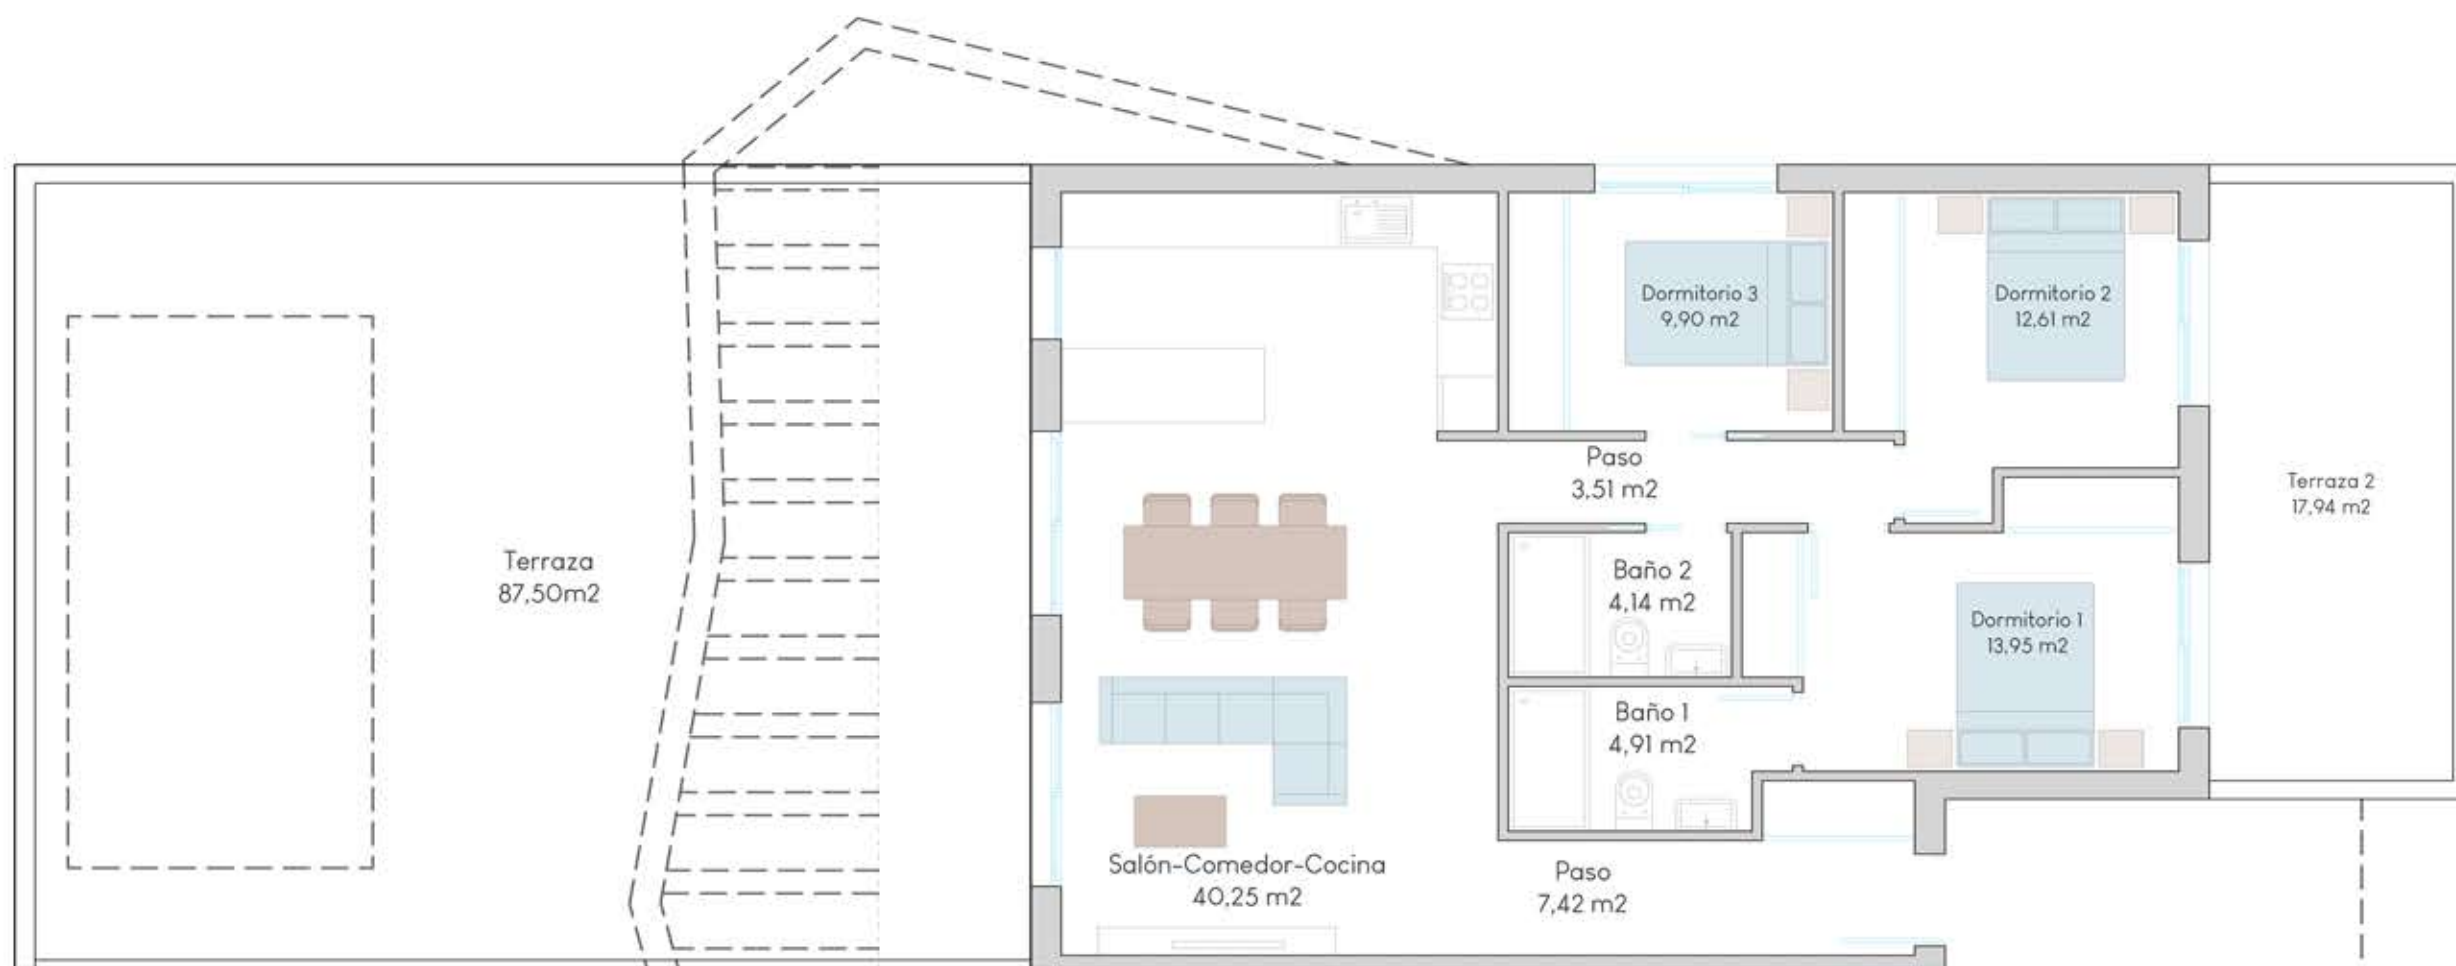 Dormitorio 3
9,90 m2
Dormitorio 2
12,61 m2
Paso
3,51 m2
Terraza 2
17,94 m2
Terraza
87,50m2
Baño 2
4,14 m2
Dormitorio 1
13,95 m2
Baño 1
4,91 m2
Salón-Comedor-Cocina
40,25 m2
Paso
7,42 m2